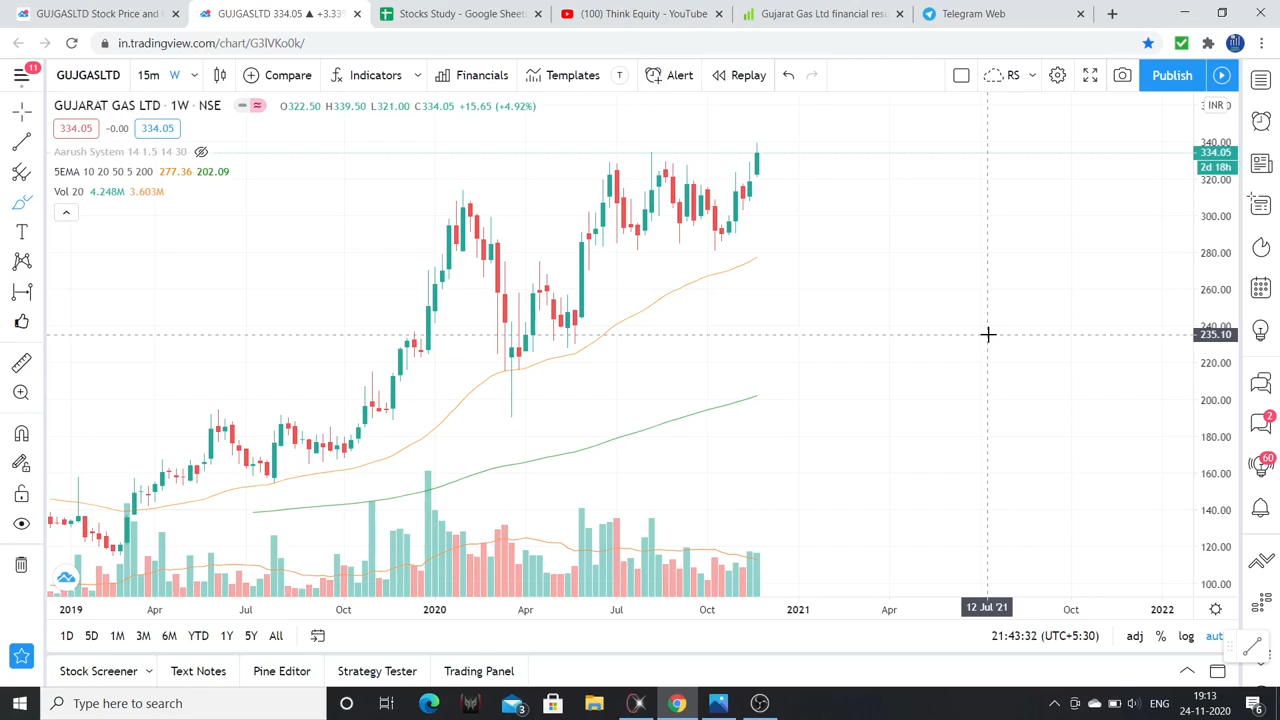 GUJGASLTD Stock Price and C
GUJGASLTD 334.05 ▲ +3.33%
Stocks Study - Google Sheets
(100) Think Equity - YouTube
Gujarat Gas Ltd financial resu
Telegram Web
in.tradingview.com/chart/G3lVKo0k/
11
GUJGASLTD
15m
W
Compare
Indicators
Financials
Templates
T
Alert
Replay
RS
Publish
GUJARAT GAS LTD · 1W · NSE
O322.50 H339.50 L321.00 C334.05 +15.65 (+4.92%)
INR
334.05
-0.00
334.05
Aarush System 14 1.5 14 30
5EMA 10 20 50 5 200 277.36 202.09
Vol 20 4.248M 3.603M
340.00
334.05
2d 18h
320.00
300.00
280.00
260.00
240.00
235.10
220.00
200.00
180.00
160.00
140.00
120.00
100.00
2
60
2019 Apr Jul Oct 2020 Apr Jul Oct 2021 Apr 12 Jul '21 Oct 2022
1D 5D 1M 3M 6M YTD 1Y 5Y All
21:43:32 (UTC+5:30)
adj % log
Stock Screener
Text Notes
Pine Editor
Strategy Tester
Trading Panel
Type here to search
3
ENG
19:13
24-11-2020
6